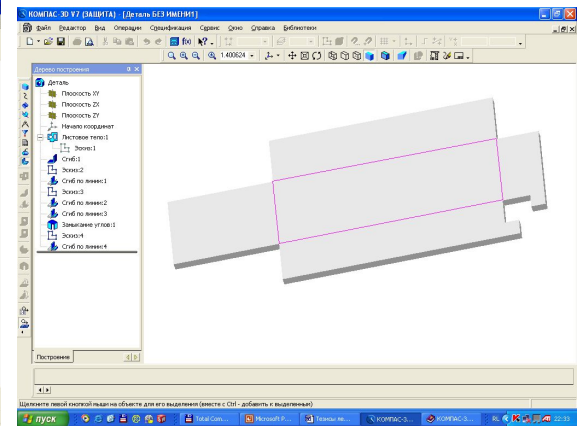 КОМПАС-3D V7 (ЗАЩИТА) - [Деталь БЕЗ ИМЕНИ1]
Файл Редактор Вид Операции Спецификация Сервис Окно Справка Библиотеки
1.400624
Дерево построения
Деталь
Плоскость XY
Плоскость ZX
Плоскость ZY
Начало координат
Листовое тело:1
Эскиз:1
Сгиб:1
Эскиз:2
Сгиб по линии:1
Эскиз:3
Сгиб по линии:2
Сгиб по линии:3
Замыкание углов:1
Эскиз:4
Сгиб по линии:4
Построение
Щелкните левой кнопкой мыши на объекте для его выделения (вместе с Ctrl - добавить к выделенным)
пуск Total Com... Microsoft P... Тезисы ле... КОМПАС-3... КОМПАС-3... RL 22:33